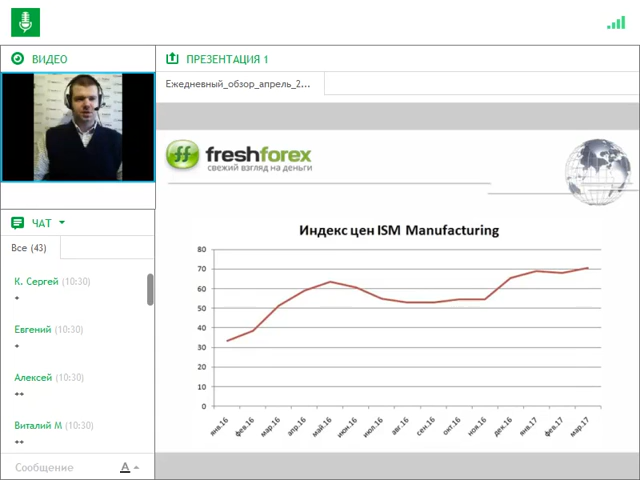 ВИДЕО
ПРЕЗЕНТАЦИЯ 1
Ежедневный_обзор_апрель_2...
freshforex
свежий взгляд на деньги
Индекс цен ISM Manufacturing
80
70
60
50
40
30
20
10
0
янв.16
фев.16
мар.16
апр.16
май.16
июн.16
июл.16
авг.16
сен.16
окт.16
ноя.16
дек.16
янв.17
фев.17
мар.17
ЧАТ
Все (43)
К. Сергей (10:30)
+
Евгений (10:30)
+
Алексей (10:30)
++
Виталий М (10:30)
++
Сообщение
A